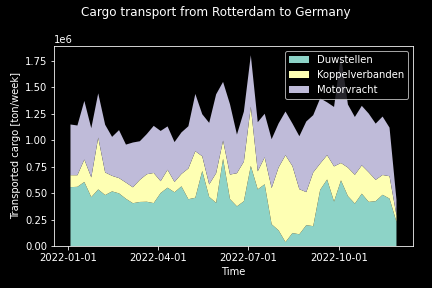 Cargo transport from Rotterdam to Germany
1e6
Duwstellen
Koppelverbanden
Motorvracht
1.75
1.50
1.25
1.00
0.75
0.50
0.25
0.00
Transported cargo [ton/week]
2022-01-01 2022-04-01 2022-07-01 2022-10-01
Time